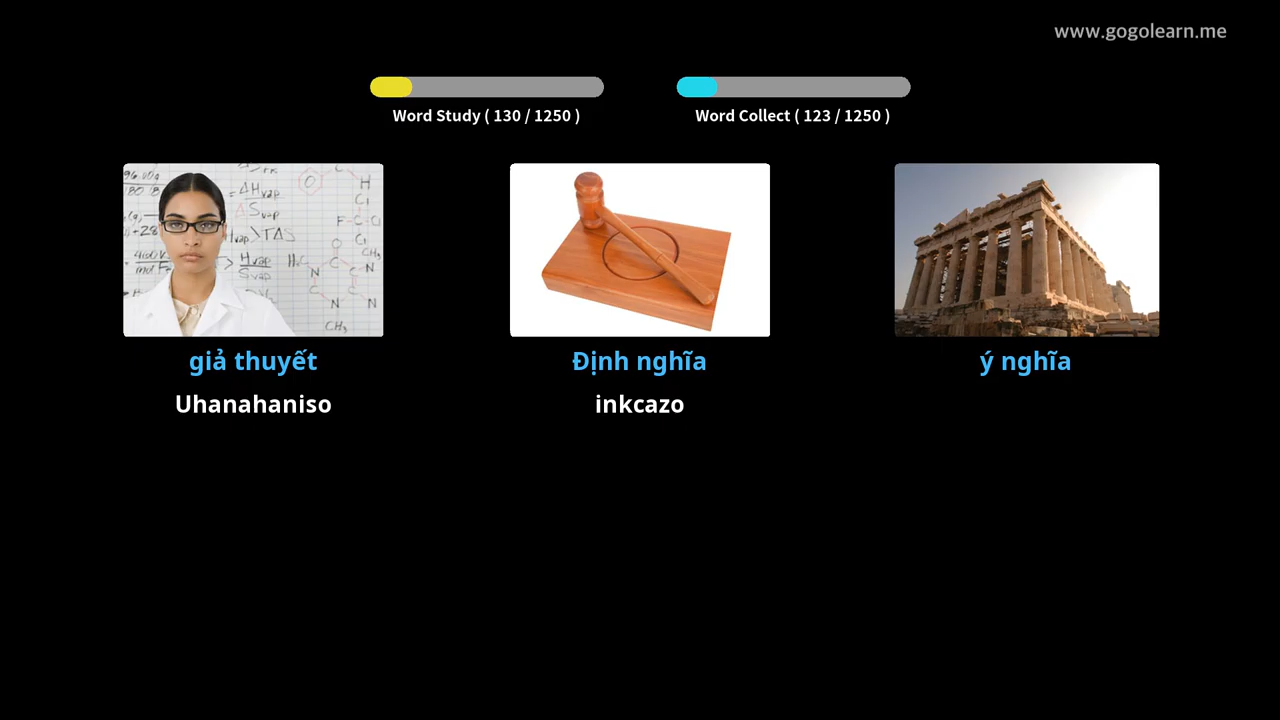 www.gogolearn.me
Word Study ( 130 / 1250 )
Word Collect ( 123 / 1250 )
giả thuyết
Định nghĩa
ý nghĩa
Uhanahaniso
inkcazo